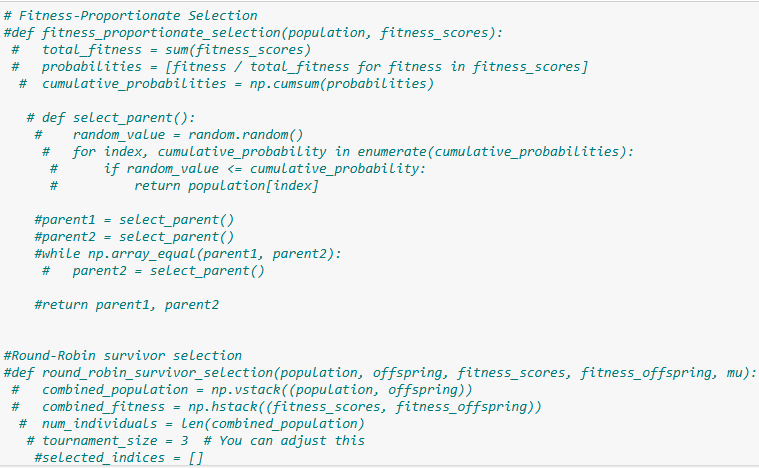 # Fitness-Proportionate Selection
#def fitness_proportionate_selection(population, fitness_scores):
 #   total_fitness = sum(fitness_scores)
 #   probabilities = [fitness / total_fitness for fitness in fitness_scores]
  #  cumulative_probabilities = np.cumsum(probabilities)

   # def select_parent():
    #    random_value = random.random()
     #   for index, cumulative_probability in enumerate(cumulative_probabilities):
      #      if random_value <= cumulative_probability:
      #          return population[index]

    #parent1 = select_parent()
    #parent2 = select_parent()
    #while np.array_equal(parent1, parent2):
     #   parent2 = select_parent()

    #return parent1, parent2


#Round-Robin survivor selection
#def round_robin_survivor_selection(population, offspring, fitness_scores, fitness_offspring, mu):
 #   combined_population = np.vstack((population, offspring))
 #   combined_fitness = np.hstack((fitness_scores, fitness_offspring))
  #  num_individuals = len(combined_population)
   # tournament_size = 3  # You can adjust this
    #selected_indices = []